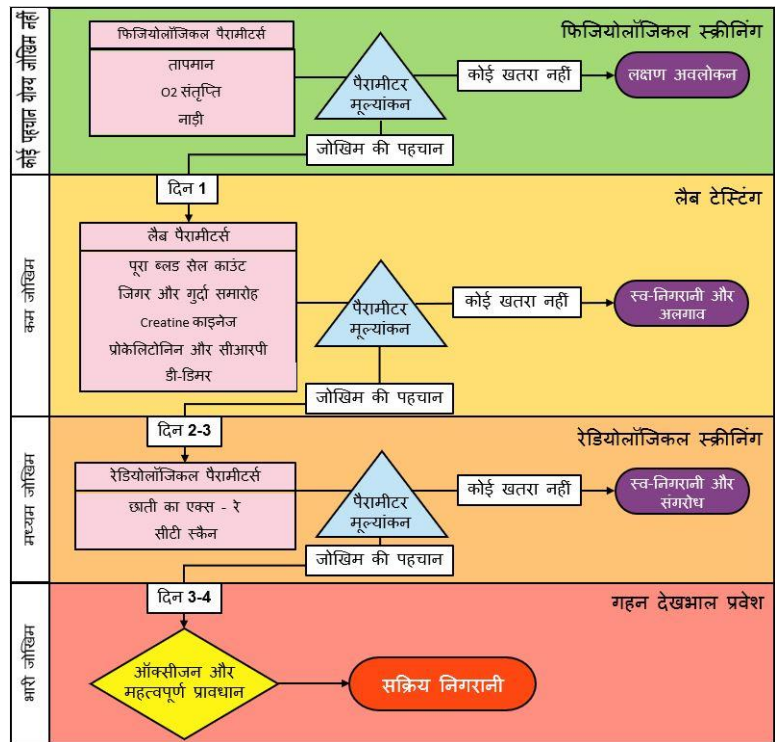 कोई पहचान योग्य जोखिम नहीं
फिजियोलॉजिकल स्क्रीनिंग
फिजियोलॉजिकल पैरामीटर्स
तापमान
O2 संतृप्ति
नाड़ी
पैरामीटर
मूल्यांकन
कोई खतरा नहीं
लक्षण अवलोकन
जोखिम की पहचान
दिन 1
कम जोखिम
लैब टेस्टिंग
लैब पैरामीटर्स
पूरा ब्लड सेल काउंट
जिगर और गुर्दा समारोह
Creatine काइनेज
प्रोकेलिटोनिन और सीआरपी
डी-डिमर
पैरामीटर
मूल्यांकन
कोई खतरा नहीं
स्व-निगरानी और
अलगाव
जोखिम की पहचान
दिन 2-3
मध्यम जोखिम
रेडियोलॉजिकल स्क्रीनिंग
रेडियोलॉजिकल पैरामीटर्स
छाती का एक्स - रे
सीटी स्कैन
पैरामीटर
मूल्यांकन
कोई खतरा नहीं
स्व-निगरानी और
संगरोध
जोखिम की पहचान
दिन 3-4
भारी जोखिम
गहन देखभाल प्रवेश
ऑक्सीजन और
महत्वपूर्ण प्रावधान
सक्रिय निगरानी